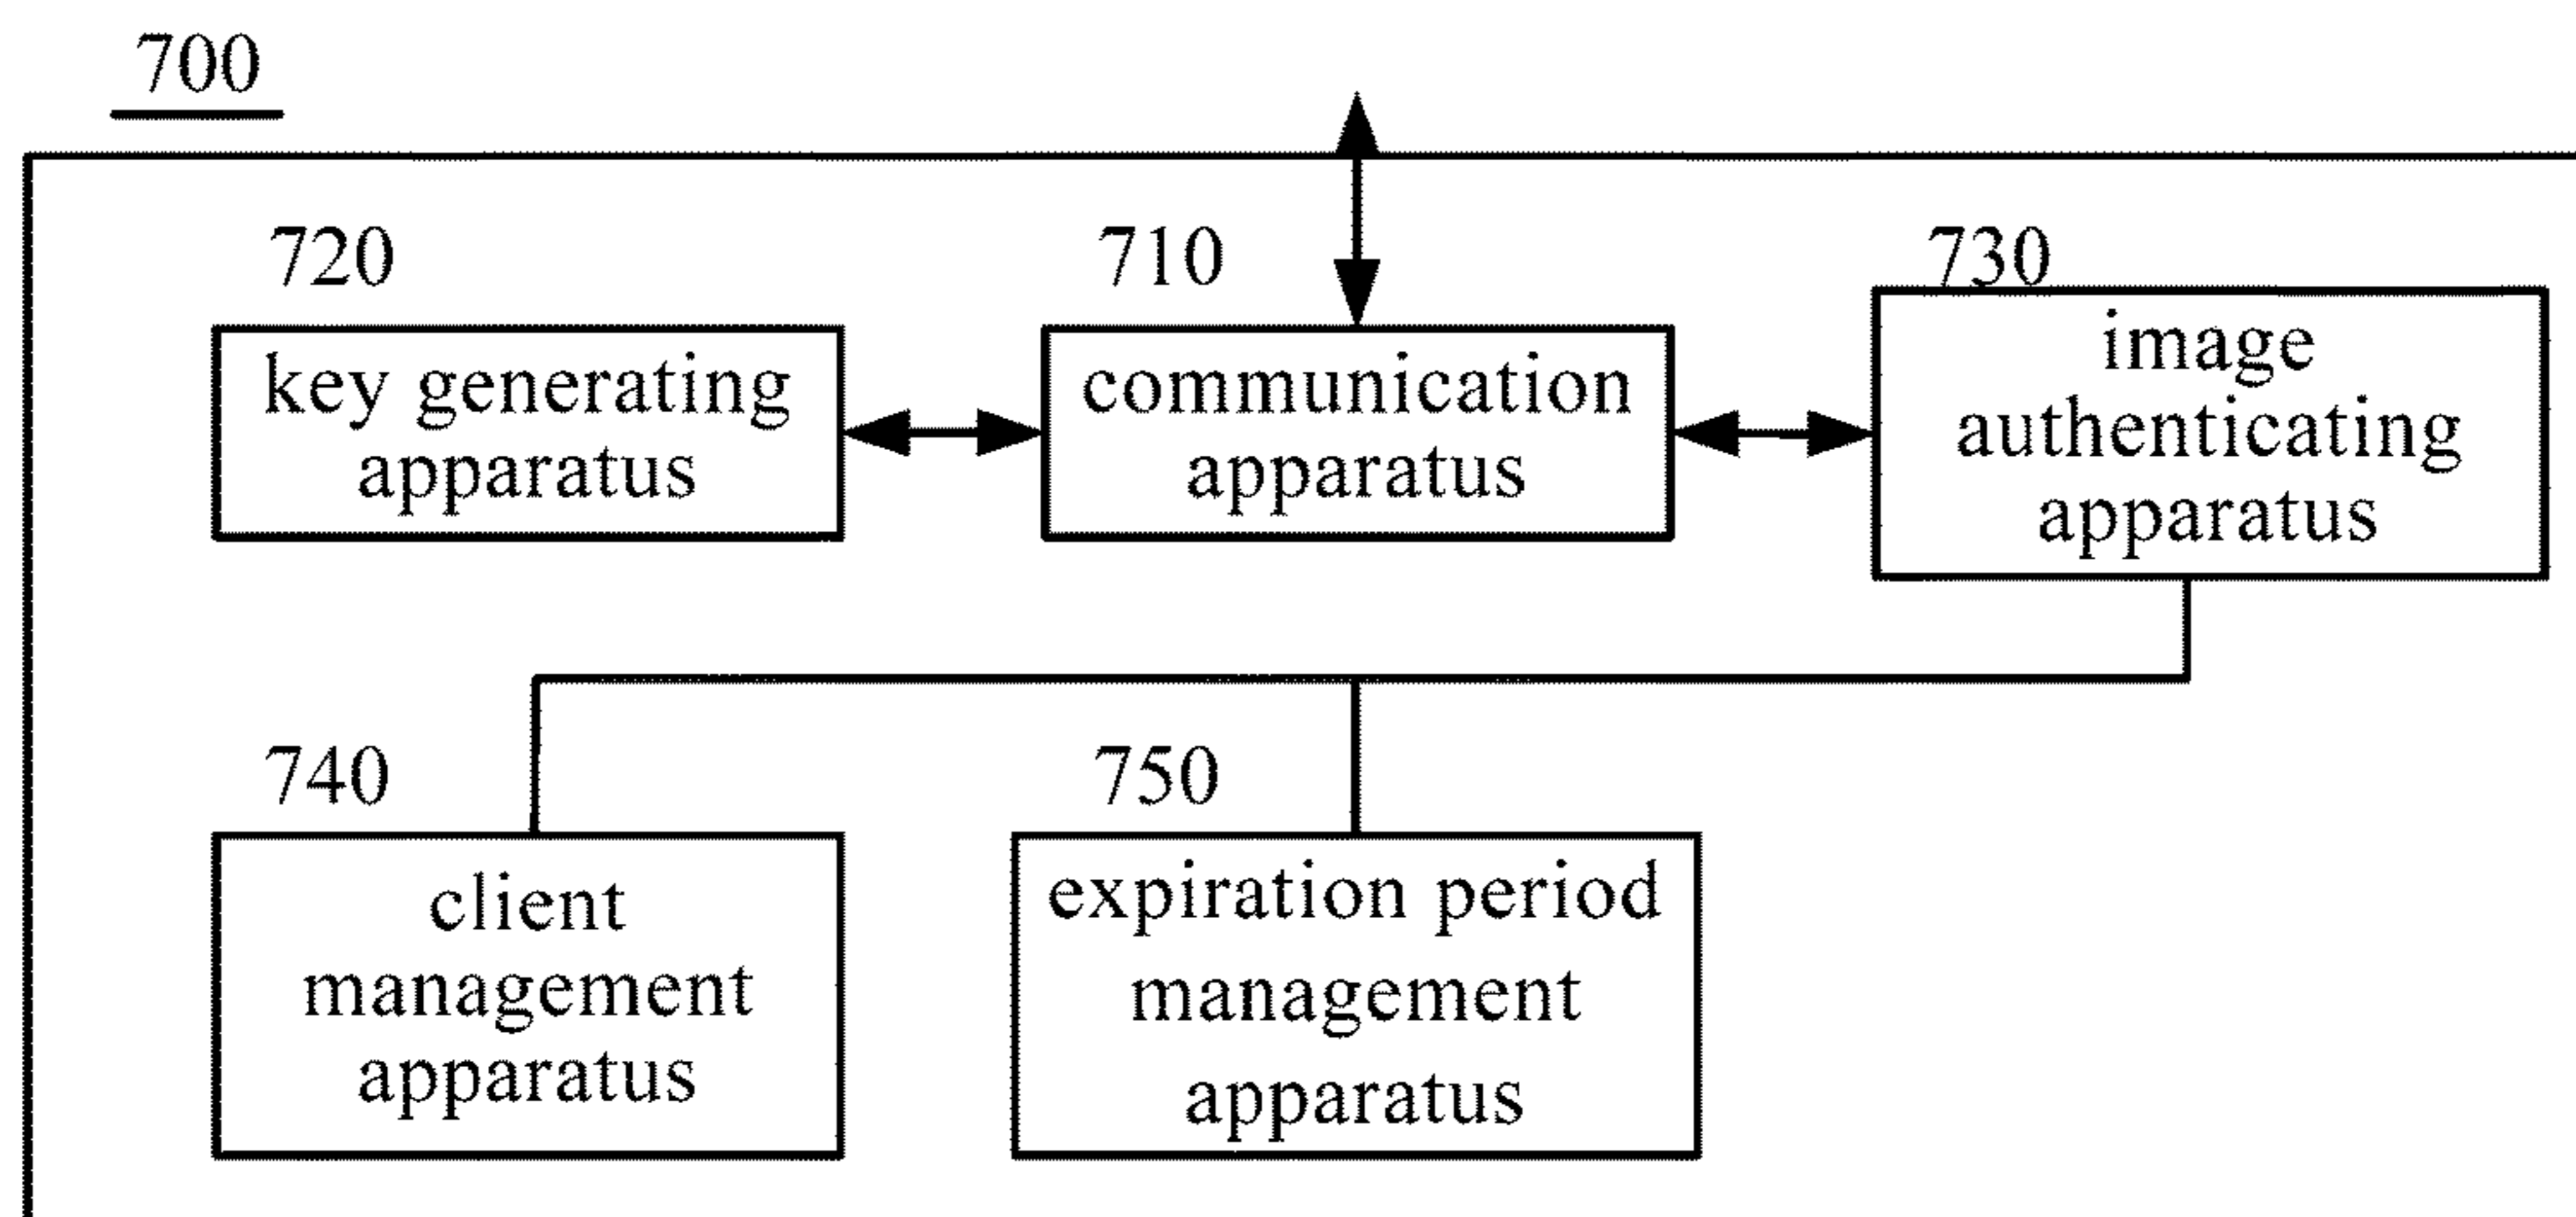 700
720
key generating
apparatus
710
communication
apparatus
730
image
authenticating
apparatus
740
client
management
apparatus
750
expiration period
management
apparatus